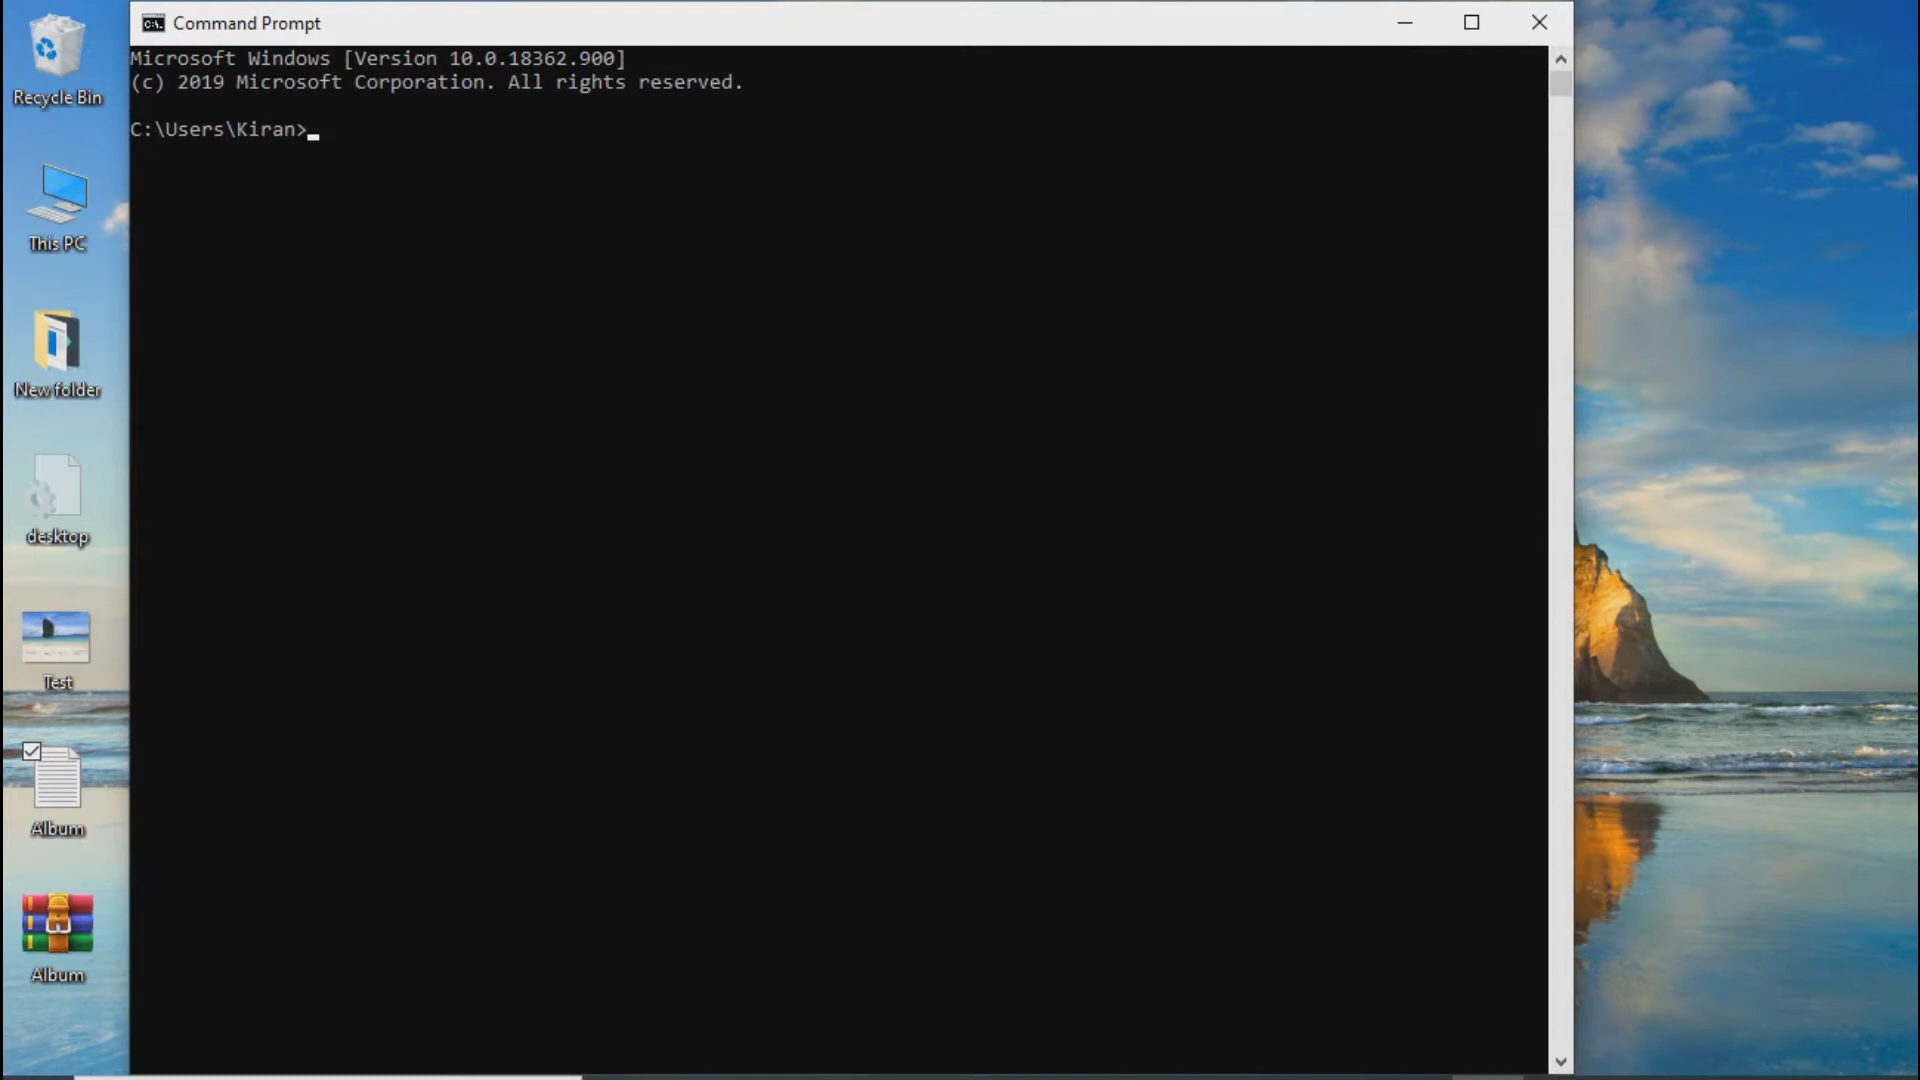 Command Prompt
Microsoft Windows [Version 10.0.18362.900]
(c) 2019 Microsoft Corporation. All rights reserved.
C:\Users\Kiran>
Recycle Bin
This PC
New folder
desktop
Test
Album
Album